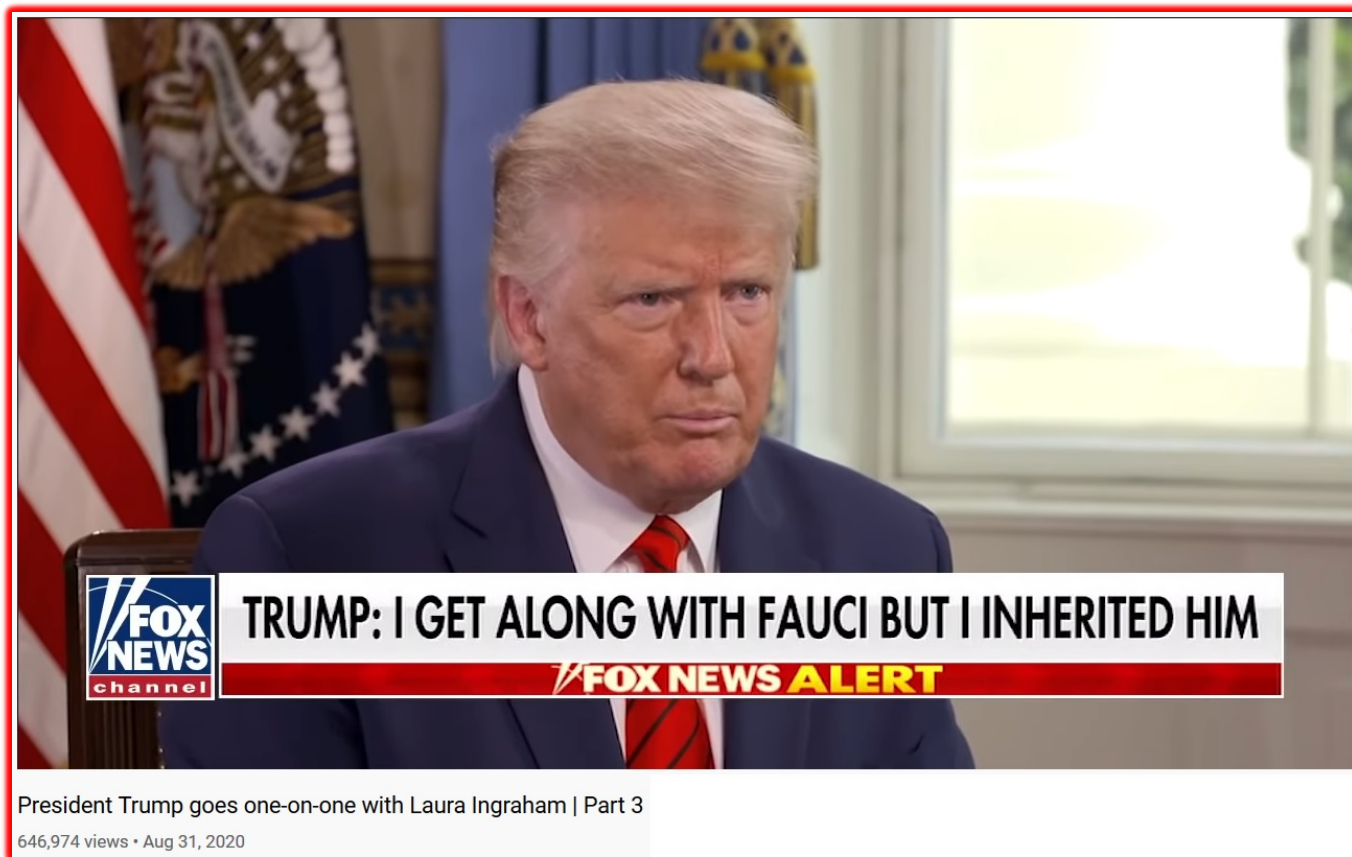 FOX
NEWS
channel
TRUMP: I GET ALONG WITH FAUCI BUT I INHERITED HIM
FOX NEWS ALERT
President Trump goes one-on-one with Laura Ingraham | Part 3
646,974 views • Aug 31, 2020